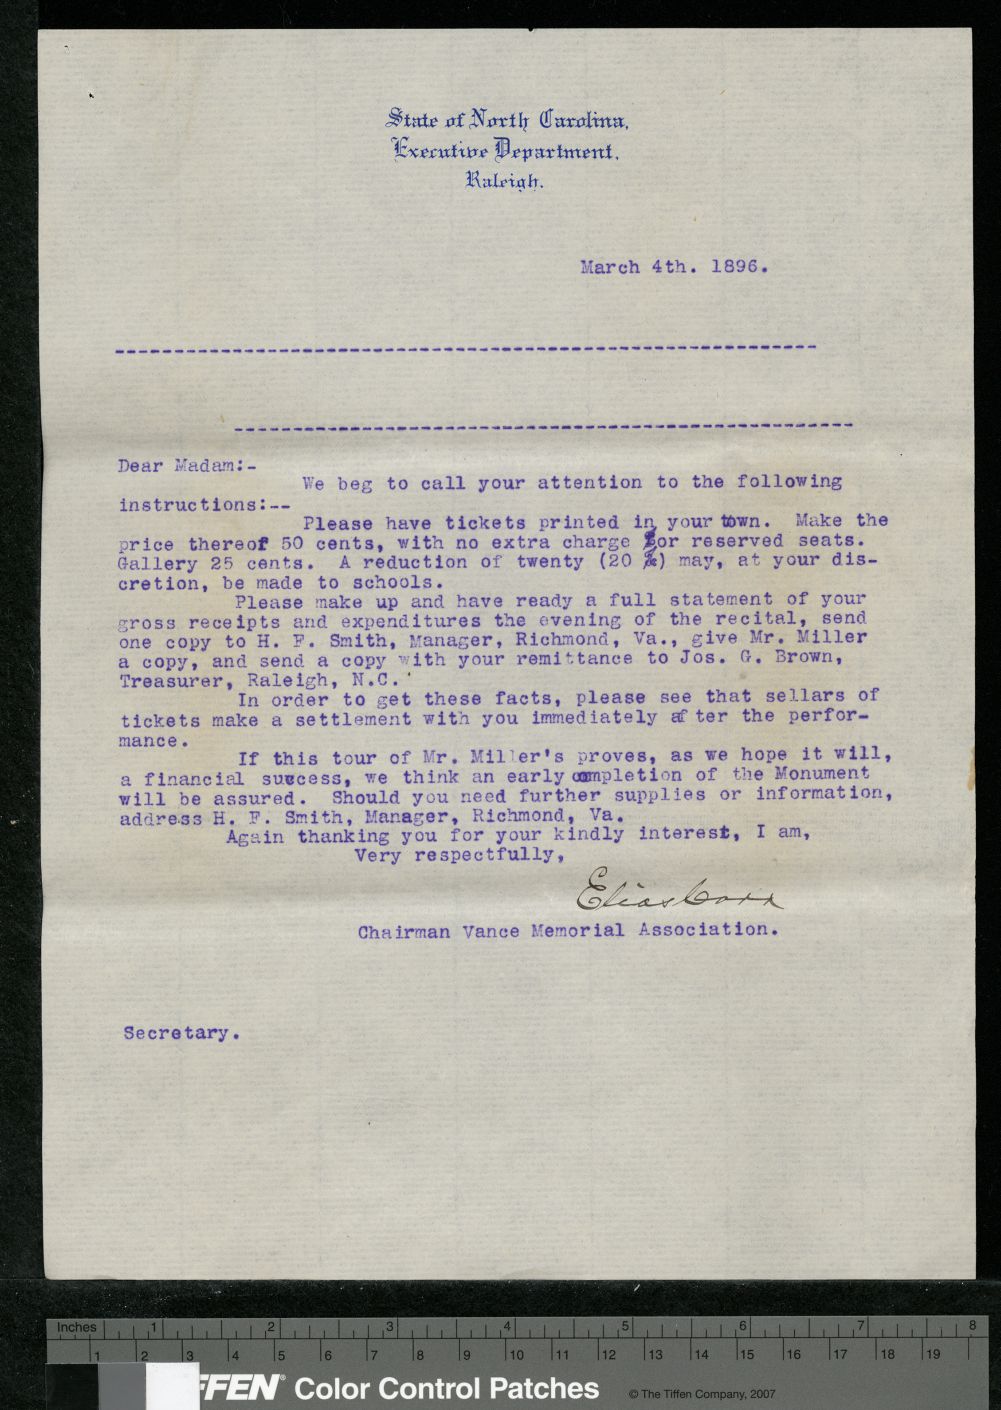 State of North Carolina,
Executive Department,
Raleigh.
March 4th. 1896.
Dear Madam:-
We beg to call your attention to the following
instructions:--
Please have tickets printed in your town.  Make the
price thereof 50 cents, with no extra charge for reserved seats.
Gallery 25 cents.  A reduction of twenty (20 %) may, at your dis-
cretion, be made to schools.
Please make up and have ready a full statement of your
gross receipts and expenditures the evening of the recital, send
one copy to H. F. Smith, Manager, Richmond, Va., give Mr. Miller
a copy, and send a copy with your remittance to Jos. G. Brown,
Treasurer, Raleigh, N.C.
In order to get these facts, please see that sellars of
tickets make a settlement with you immediately af ter the perfor-
mance.
If this tour of Mr. Miller's proves, as we hope it will,
a financial success, we think an early completion of the Monument
will be assured.  Should you need further supplies or information,
address H. F. Smith, Manager, Richmond, Va.
Again thanking you for your kindly interest, I am,
Very respectfully,
Elias Carr
Chairman Vance Memorial Association.
Secretary.
Inches 1 2 3 4 5 6 7 8
1 2 3 4 5 6 7 8 9 10 11 12 13 14 15 16 17 18 19
FFEN® Color Control Patches © The Tiffen Company, 2007